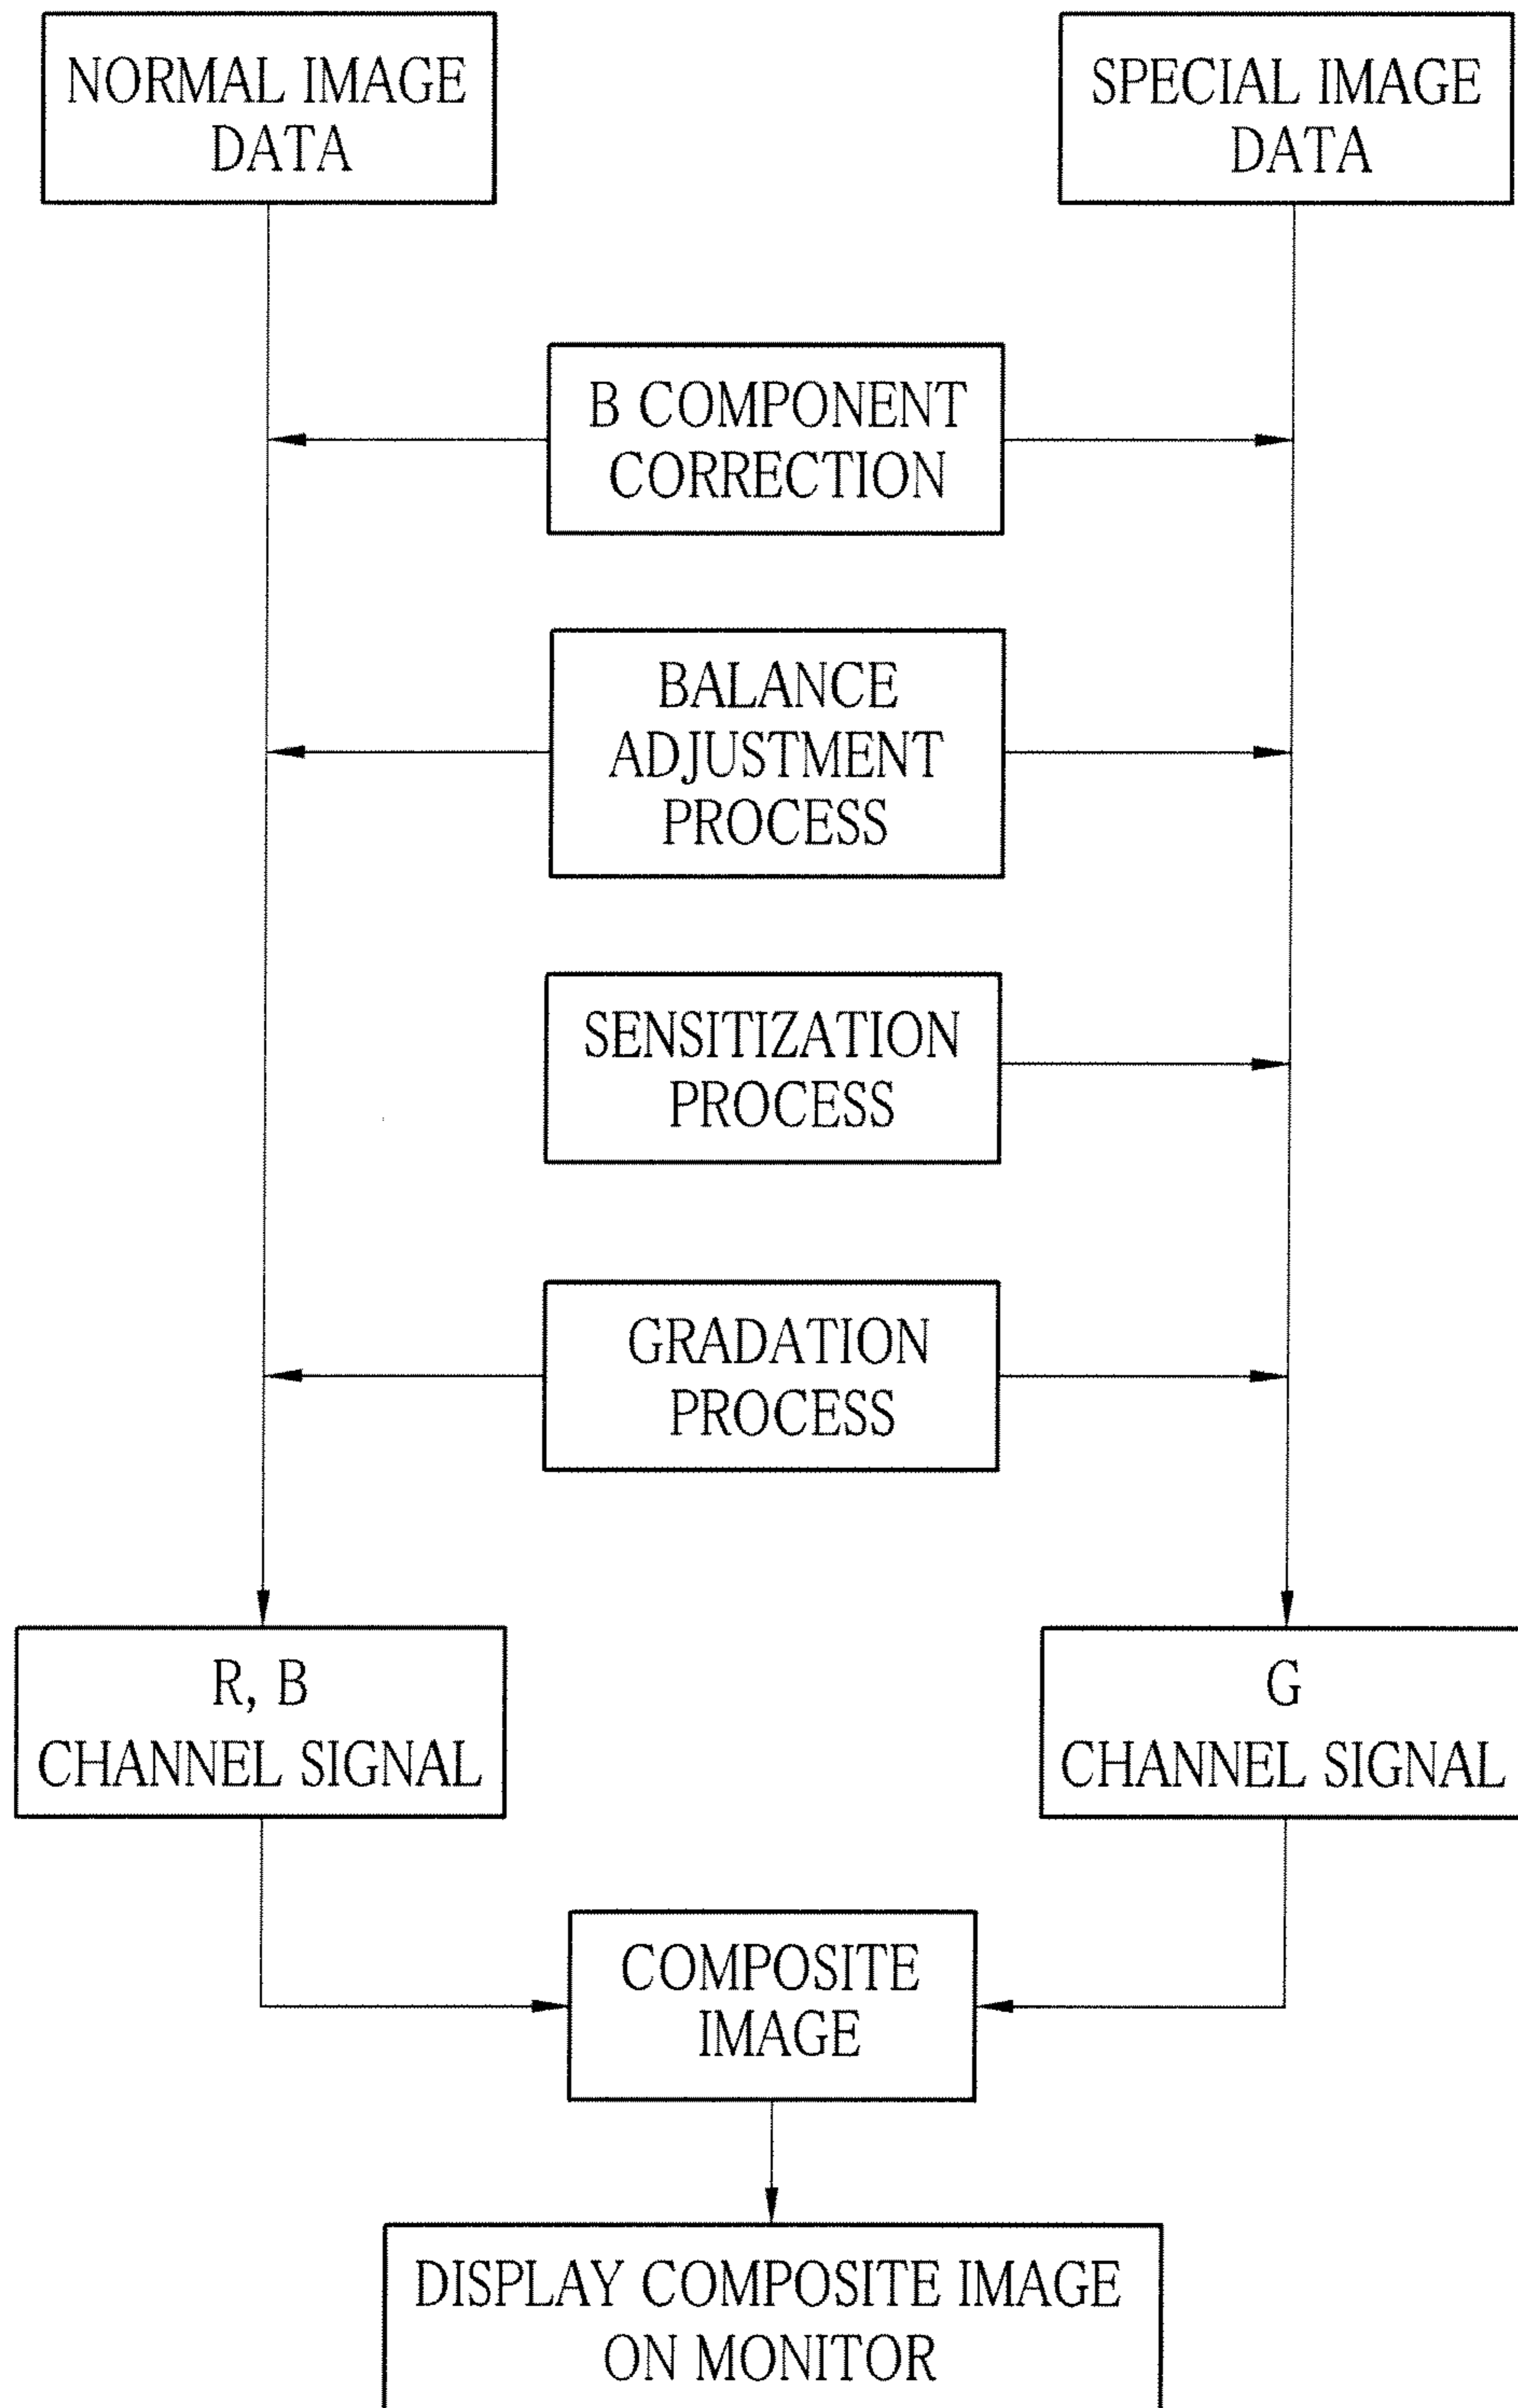 NORMAL IMAGE
DATA
SPECIAL IMAGE
DATA
B COMPONENT
CORRECTION
BALANCE
ADJUSTMENT
PROCESS
SENSITIZATION
PROCESS
GRADATION
PROCESS
R, B
CHANNEL SIGNAL
G
CHANNEL SIGNAL
COMPOSITE
IMAGE
DISPLAY COMPOSITE IMAGE
ON MONITOR